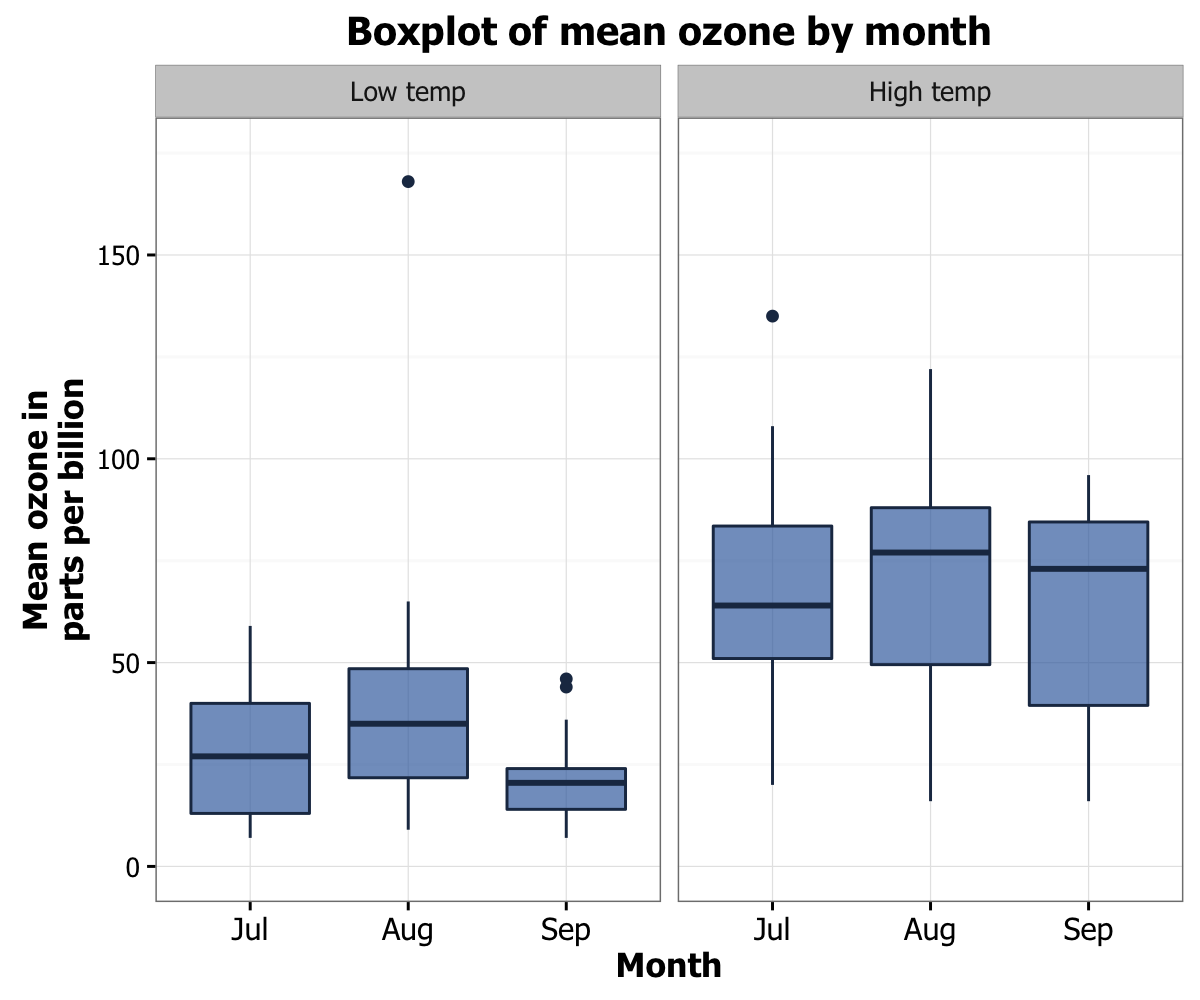 Boxplot of mean ozone by month
Low temp
High temp
Mean ozone in
parts per billion
150
100
50
0
Jul
Aug
Sep
Jul
Aug
Sep
Month